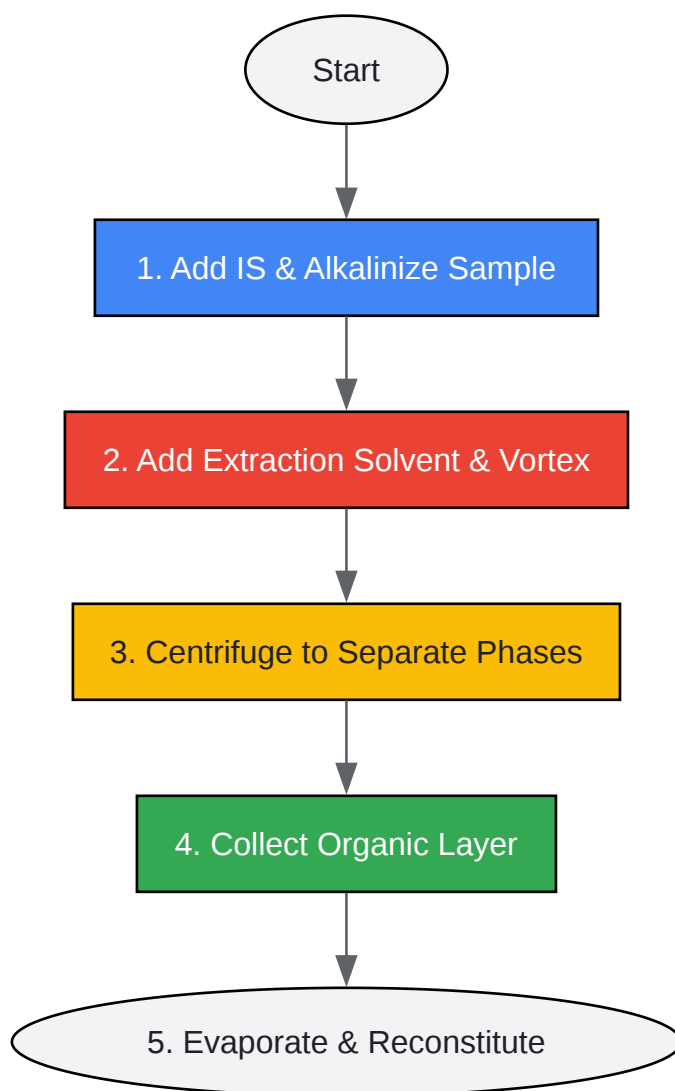 Start
1. Add IS & Alkalinize Sample
2. Add Extraction Solvent & Vortex
3. Centrifuge to Separate Phases
4. Collect Organic Layer
5. Evaporate & Reconstitute